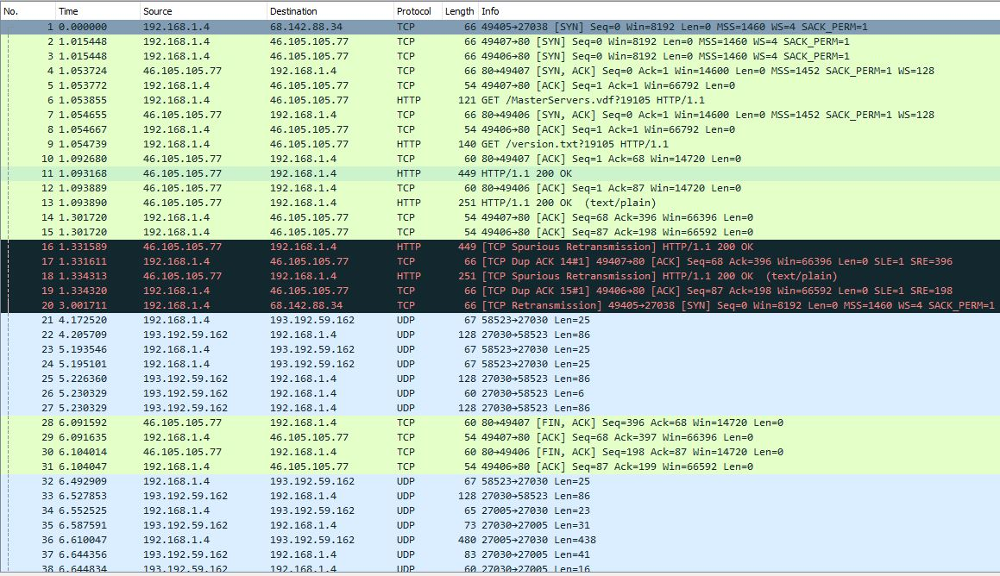 No. Time Source Destination Protocol Length Info
1 0.000000 192.168.1.4 68.142.88.34 TCP 66 49405→27038 [SYN] Seq=0 Win=8192 Len=0 MSS=1460 WS=4 SACK_PERM=1
2 1.015448 192.168.1.4 46.105.105.77 TCP 66 49407→80 [SYN] Seq=0 Win=8192 Len=0 MSS=1460 WS=4 SACK_PERM=1
3 1.015448 192.168.1.4 46.105.105.77 TCP 66 49406→80 [SYN] Seq=0 Win=8192 Len=0 MSS=1460 WS=4 SACK_PERM=1
4 1.053724 46.105.105.77 192.168.1.4 TCP 66 80→49407 [SYN, ACK] Seq=0 Ack=1 Win=14600 Len=0 MSS=1452 SACK_PERM=1 WS=128
5 1.053772 192.168.1.4 46.105.105.77 TCP 54 49407→80 [ACK] Seq=1 Ack=1 Win=66792 Len=0
6 1.053855 192.168.1.4 46.105.105.77 HTTP 121 GET /MasterServers.vdf?19105 HTTP/1.1
7 1.054655 46.105.105.77 192.168.1.4 TCP 66 80→49406 [SYN, ACK] Seq=0 Ack=1 Win=14600 Len=0 MSS=1452 SACK_PERM=1 WS=128
8 1.054667 192.168.1.4 46.105.105.77 TCP 54 49406→80 [ACK] Seq=1 Ack=1 Win=66792 Len=0
9 1.054739 192.168.1.4 46.105.105.77 HTTP 140 GET /version.txt?19105 HTTP/1.1
10 1.092680 46.105.105.77 192.168.1.4 TCP 60 80→49407 [ACK] Seq=1 Ack=68 Win=14720 Len=0
11 1.093168 46.105.105.77 192.168.1.4 HTTP 449 HTTP/1.1 200 OK
12 1.093889 46.105.105.77 192.168.1.4 TCP 60 80→49406 [ACK] Seq=1 Ack=87 Win=14720 Len=0
13 1.093890 46.105.105.77 192.168.1.4 HTTP 251 HTTP/1.1 200 OK (text/plain)
14 1.301720 192.168.1.4 46.105.105.77 TCP 54 49407→80 [ACK] Seq=68 Ack=396 Win=66396 Len=0
15 1.301720 192.168.1.4 46.105.105.77 TCP 54 49406→80 [ACK] Seq=87 Ack=198 Win=66592 Len=0
16 1.331589 46.105.105.77 192.168.1.4 HTTP 449 [TCP Spurious Retransmission] HTTP/1.1 200 OK
17 1.331611 192.168.1.4 46.105.105.77 TCP 66 [TCP Dup ACK 14#1] 49407→80 [ACK] Seq=68 Ack=396 Win=66396 Len=0 SLE=1 SRE=396
18 1.334313 46.105.105.77 192.168.1.4 HTTP 251 [TCP Spurious Retransmission] HTTP/1.1 200 OK (text/plain)
19 1.334320 192.168.1.4 46.105.105.77 TCP 66 [TCP Dup ACK 15#1] 49406→80 [ACK] Seq=87 Ack=198 Win=66592 Len=0 SLE=1 SRE=198
20 3.001711 192.168.1.4 68.142.88.34 TCP 66 [TCP Retransmission] 49405→27038 [SYN] Seq=0 Win=8192 Len=0 MSS=1460 WS=4 SACK_PERM=1
21 4.172520 192.168.1.4 193.192.59.162 UDP 67 58523→27030 Len=25
22 4.205709 193.192.59.162 192.168.1.4 UDP 128 27030→58523 Len=86
23 5.193546 192.168.1.4 193.192.59.162 UDP 67 58523→27030 Len=25
24 5.195101 192.168.1.4 193.192.59.162 UDP 67 58523→27030 Len=25
25 5.226360 193.192.59.162 192.168.1.4 UDP 128 27030→58523 Len=86
26 5.230329 193.192.59.162 192.168.1.4 UDP 60 27030→58523 Len=6
27 5.230329 193.192.59.162 192.168.1.4 UDP 128 27030→58523 Len=86
28 6.091592 46.105.105.77 192.168.1.4 TCP 60 80→49407 [FIN, ACK] Seq=396 Ack=68 Win=14720 Len=0
29 6.091635 192.168.1.4 46.105.105.77 TCP 54 49407→80 [ACK] Seq=68 Ack=397 Win=66396 Len=0
30 6.104014 46.105.105.77 192.168.1.4 TCP 60 80→49406 [FIN, ACK] Seq=198 Ack=87 Win=14720 Len=0
31 6.104047 192.168.1.4 46.105.105.77 TCP 54 49406→80 [ACK] Seq=87 Ack=199 Win=66592 Len=0
32 6.492909 192.168.1.4 193.192.59.162 UDP 67 58523→27030 Len=25
33 6.527853 193.192.59.162 192.168.1.4 UDP 128 27030→58523 Len=86
34 6.552525 192.168.1.4 193.192.59.162 UDP 65 27005→27030 Len=23
35 6.587591 193.192.59.162 192.168.1.4 UDP 73 27030→27005 Len=31
36 6.610047 192.168.1.4 193.192.59.162 UDP 480 27005→27030 Len=438
37 6.644356 193.192.59.162 192.168.1.4 UDP 83 27030→27005 Len=41
38 6.644834 193.192.59.162 192.168.1.4 UDP 60 27030→27005 Len=16